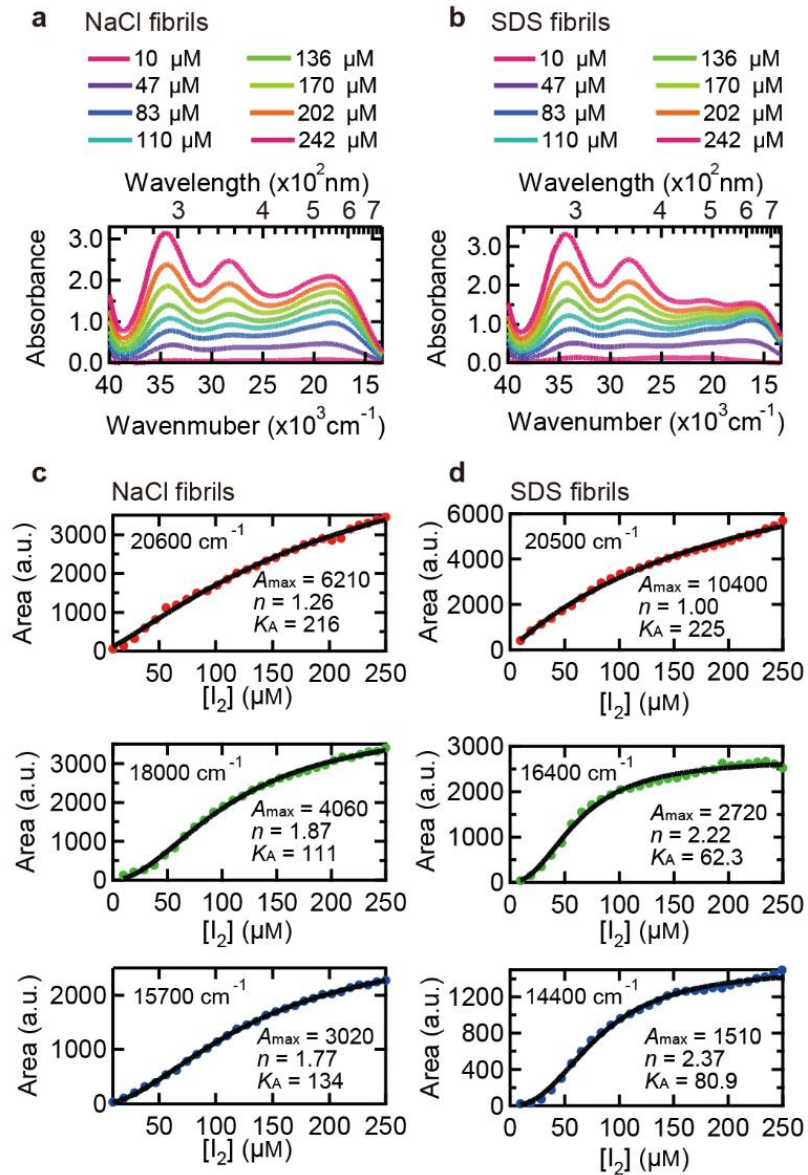 a NaCl fibrils
10 μM 136 μM
47 μM 170 μM
83 μM 202 μM
110 μM 242 μM
Wavelength (x10²nm)
3 4 5 6 7
Absorbance
3.0
2.0
1.0
0.0
40 35 30 25 20 15
Wavenmuber (x10³cm⁻¹)
b SDS fibrils
10 μM 136 μM
47 μM 170 μM
83 μM 202 μM
110 μM 242 μM
Wavelength (x10²nm)
3 4 5 6 7
Absorbance
3.0
2.0
1.0
0.0
40 35 30 25 20 15
Wavenumber (x10³cm⁻¹)
c NaCl fibrils
Area (a.u.)
3000
2000
1000
0
20600 cm⁻¹
Amax = 6210
n = 1.26
KA = 216
50 100 150 200 250
[I₂] (μM)
Area (a.u.)
3000
2000
1000
0
18000 cm⁻¹
Amax = 4060
n = 1.87
KA = 111
50 100 150 200 250
[I₂] (μM)
Area (a.u.)
2000
1000
0
15700 cm⁻¹
Amax = 3020
n = 1.77
KA = 134
50 100 150 200 250
[I₂] (μM)
d SDS fibrils
Area (a.u.)
6000
4000
2000
0
20500 cm⁻¹
Amax = 10400
n = 1.00
KA = 225
0 50 100 150 200 250
[I₂] (μM)
Area (a.u.)
3000
2000
1000
0
16400 cm⁻¹
Amax = 2720
n = 2.22
KA = 62.3
0 50 100 150 200 250
[I₂] (μM)
Area (a.u.)
1200
800
400
0
14400 cm⁻¹
Amax = 1510
n = 2.37
KA = 80.9
0 50 100 150 200 250
[I₂] (μM)